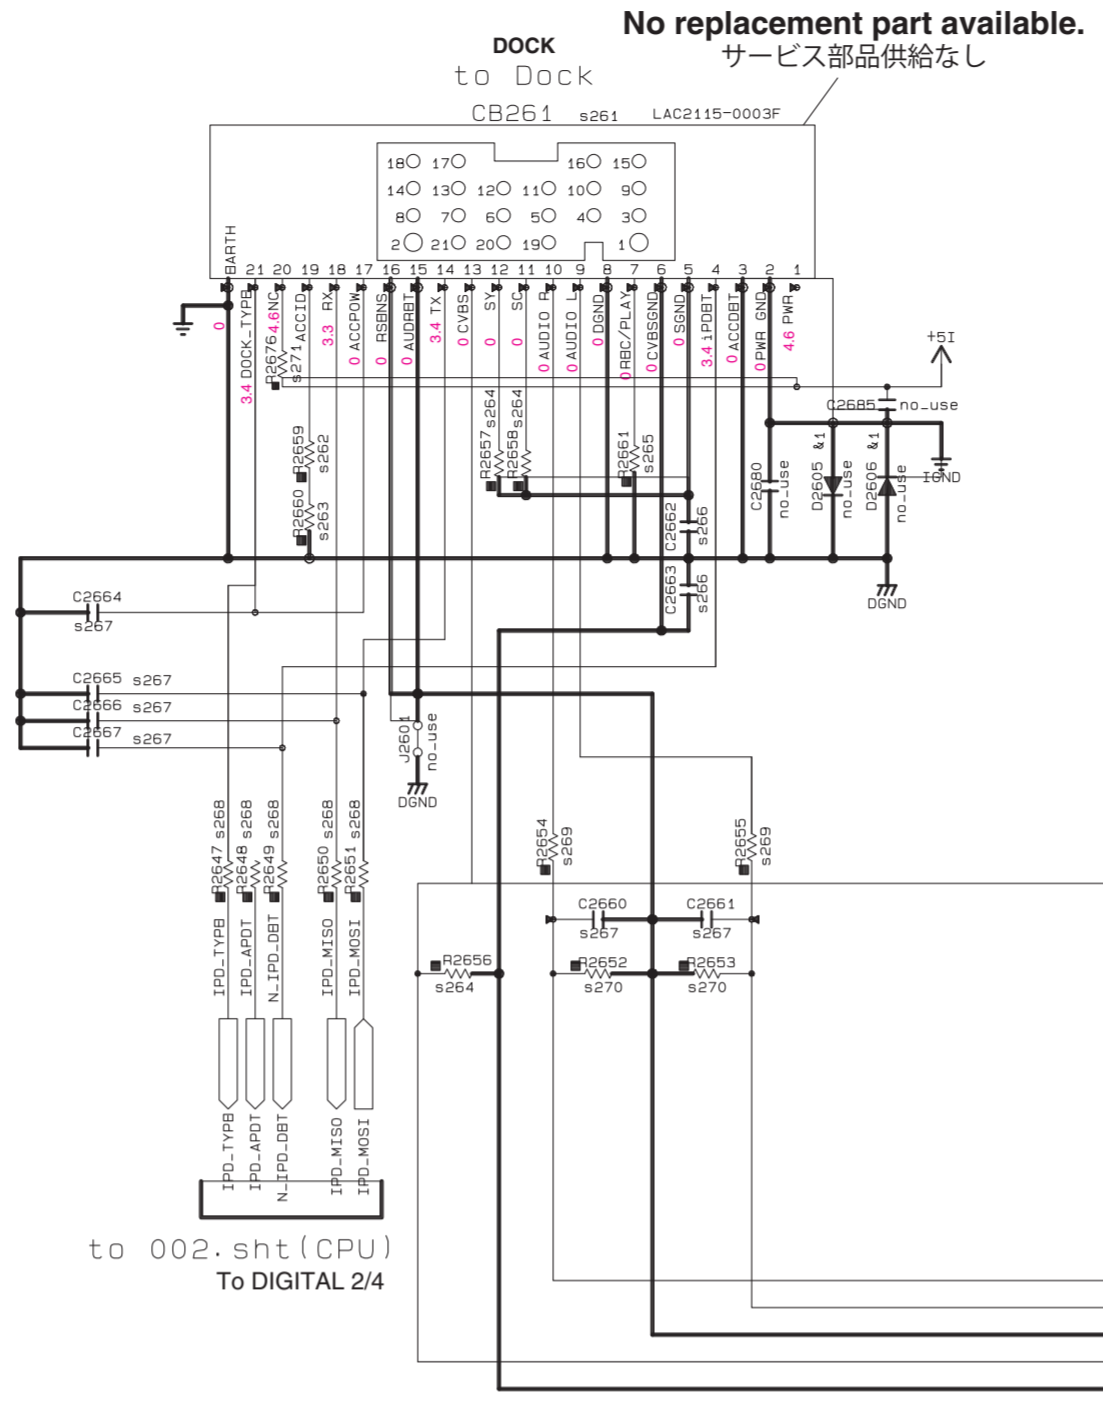 No replacement part available.
サービス部品供給なし
DOCK
to Dock
CB261 s261 LAC2115-0003F
18 17 16 15
14 13 12 11 10 9
8 7 6 5 4 3
2 21 20 19 1
BARTH 21 20 19 18 17 16 15 14 13 12 11 10 9 8 7 6 5 4 3 2 1
0
3.4 DOCK_TYPE
4.6 NC
ACCID
3.3 RX
0 ACCPOW
0 RSBNS
0 AUDRBT
3.4 TX
0 CVBS
0 SY
0 SC
0 AUDIO R
0 AUDIO L
0 DGND
0 RBC/PLAY
0 CVBSGND
0 SGND
3.4 iPDBT
0 ACCDBT
0 PWR GND
4.6 PWR
+5I
R2676 s271
C2685 no_use
R2659 s262
R2657 s264
R2658 s264
R2661 s265
C2680 no_use
D2605 &1 no_use
D2606 &1 no_use
IGND
R2660 s263
C2662 s266
C2663 s266
DGND
C2664
s267
C2665 s267
C2666 s267
C2667 s267
J2601 no_use
DGND
R2647 s268
R2648 s268
R2649 s268
R2650 s268
R2651 s268
R2654 s269
R2655 s269
IPD_TYPB
IPD_APDT
N_IPD_DBT
IPD_MISO
IPD_MOSI
C2660 C2661
s267 s267
R2656 R2652 R2653
s264 s270 s270
IPD_TYPB
IPD_APDT
N_IPD_DBT
IPD_MISO
IPD_MOSI
to 002.sht(CPU)
To DIGITAL 2/4